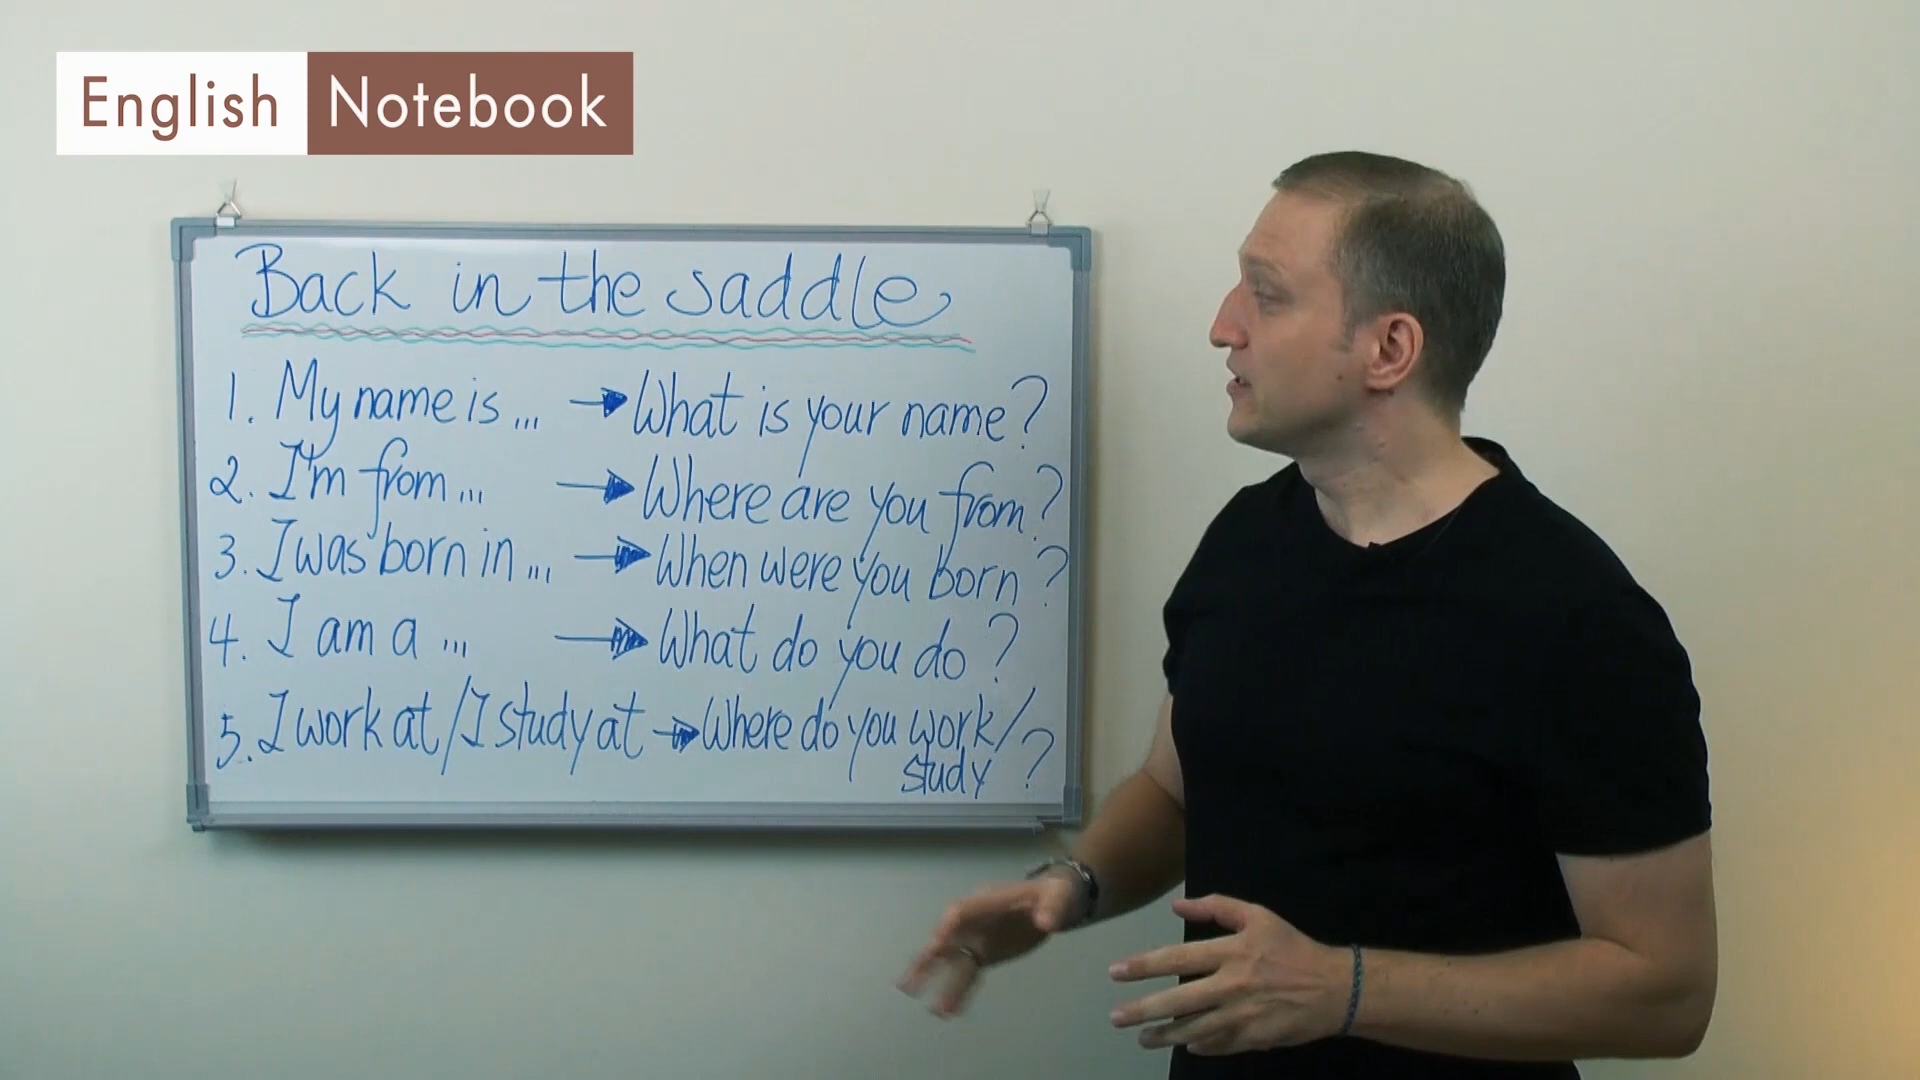 English Notebook
Back in the saddle
1. My name is ... → What is your name?
2. I'm from ... → Where are you from?
3. I was born in ... → When were you born?
4. I am a ... → What do you do?
5. I work at / I study at → Where do you work/
study ?